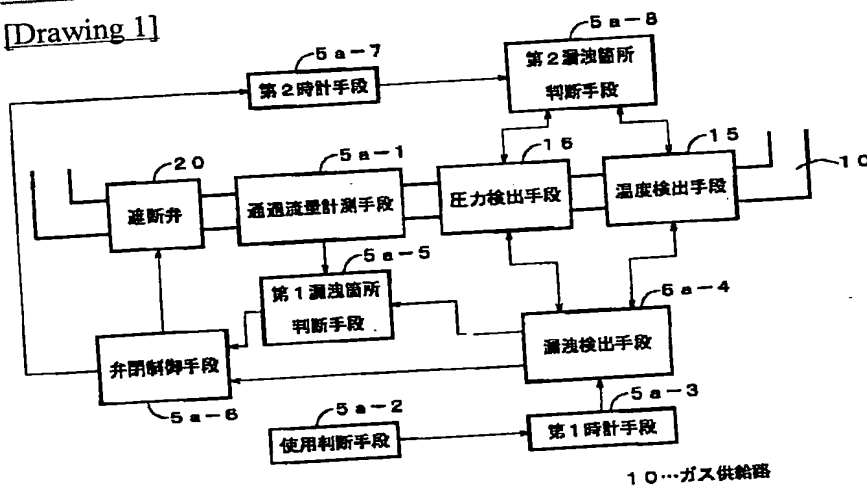 [Drawing 1]
5a-8
第2漏洩箇所
判断手段
5a-7
第2時計手段
20
遮断弁
5a-1
通過流量計測手段
16
圧力検出手段
15
温度検出手段
10
5a-5
第1漏洩箇所
判断手段
5a-4
漏洩検出手段
弁閉制御手段
5a-6
5a-2
使用判断手段
5a-3
第1時計手段
10…ガス供給路